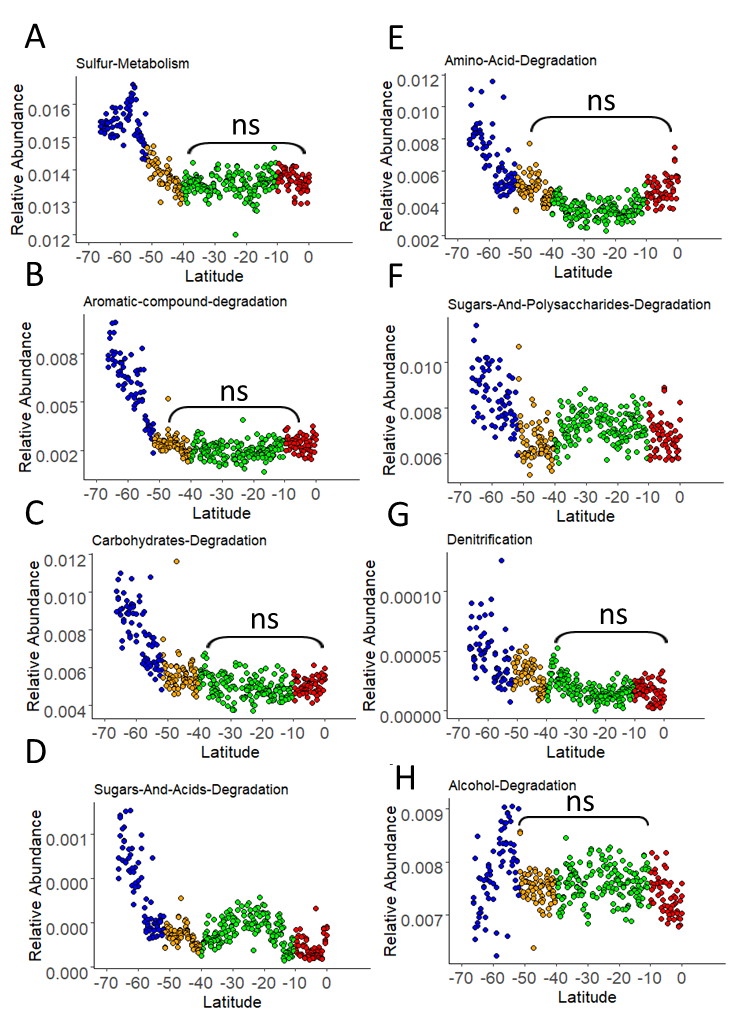 A
Sulfur-Metabolism
Relative Abundance
0.016
0.015
0.014
0.013
0.012
ns
-70 -60 -50 -40 -30 -20 -10 0
Latitude
B
Aromatic-compound-degradation
Relative Abundance
0.008
0.005
0.002
ns
-70 -60 -50 -40 -30 -20 -10 0
Latitude
C
Carbohydrates-Degradation
Relative Abundance
0.012
0.010
0.008
0.006
0.004
ns
-70 -60 -50 -40 -30 -20 -10 0
Latitude
D
Sugars-And-Acids-Degradation
Relative Abundance
0.001
0.000
0.000
0.000
-70 -60 -50 -40 -30 -20 -10 0
Latitude
E
Amino-Acid-Degradation
Relative Abundance
0.012
0.010
0.008
0.006
0.004
0.002
ns
-70 -60 -50 -40 -30 -20 -10 0
Latitude
F
Sugars-And-Polysaccharides-Degradation
Relative Abundance
0.010
0.008
0.006
-70 -60 -50 -40 -30 -20 -10 0
Latitude
G
Denitrification
Relative Abundance
0.00010
0.00005
0.00000
ns
-70 -60 -50 -40 -30 -20 -10 0
Latitude
H
Alcohol-Degradation
Relative Abundance
0.009
0.008
0.007
ns
-70 -60 -50 -40 -30 -20 -10 0
Latitude